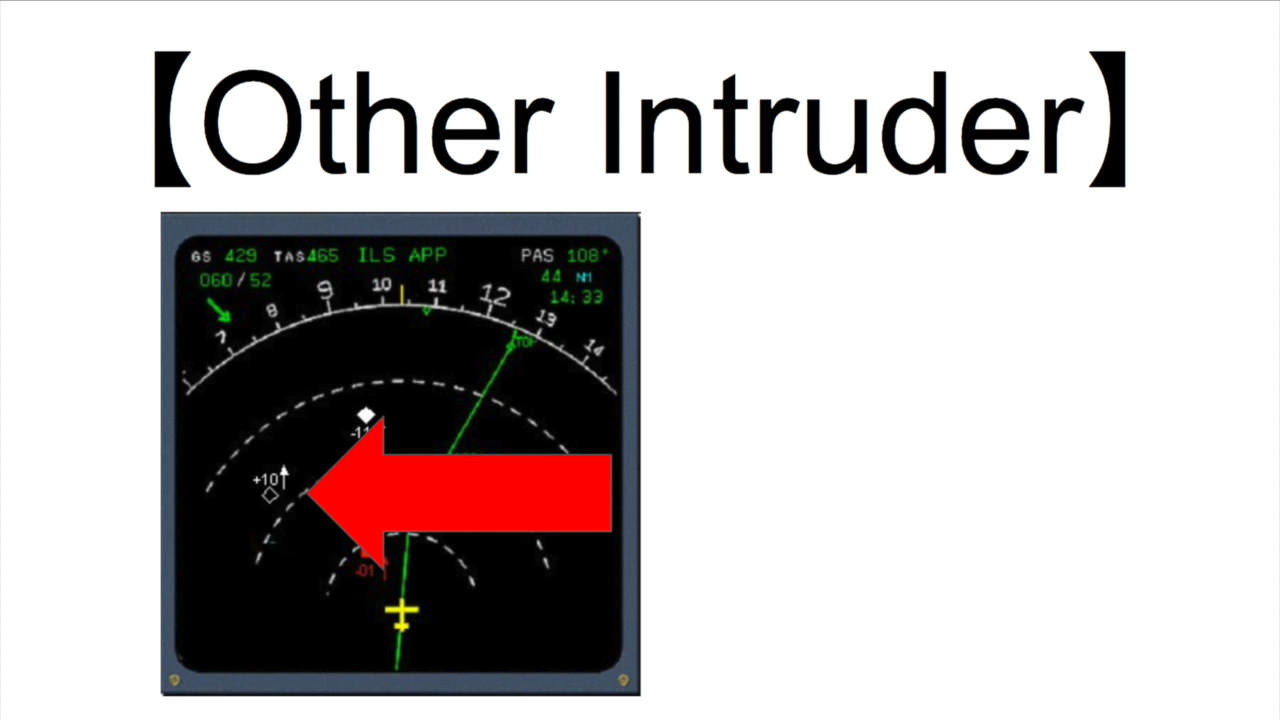 【Other Intruder】
GS 429 TAS465 ILS APP PAS 108°
060/52 44 NM
14:33
7 8 9 10 11 12 13 14
+10
-01